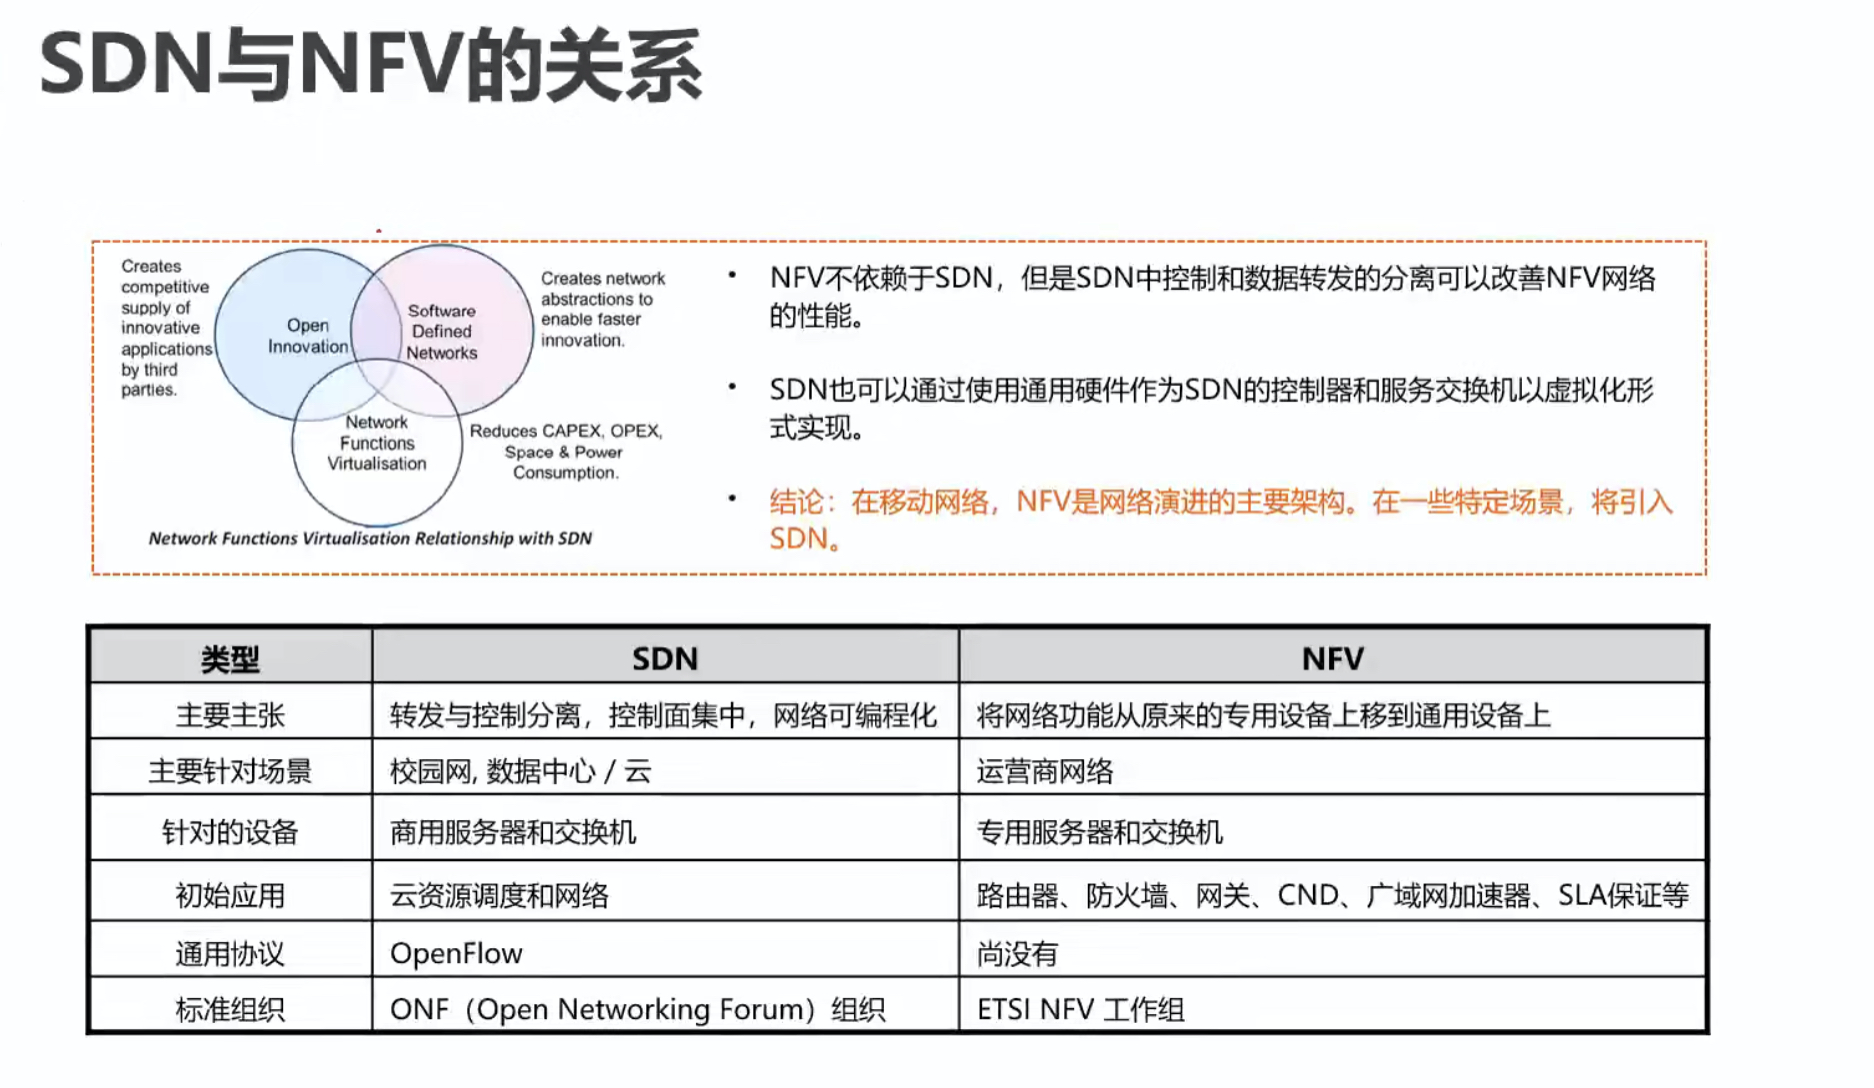 SDN与NFV的关系
Creates
competitive
supply of
innovative
applications
by third
parties.
Open
Innovation
Software
Defined
Networks
Creates network
abstractions to
enable faster
innovation.
Network
Functions
Virtualisation
Reduces CAPEX, OPEX,
Space & Power
Consumption.
Network Functions Virtualisation Relationship with SDN
• NFV不依赖于SDN，但是SDN中控制和数据转发的分离可以改善NFV网络
的性能。
• SDN也可以通过使用通用硬件作为SDN的控制器和服务交换机以虚拟化形
式实现。
• 结论：在移动网络，NFV是网络演进的主要架构。在一些特定场景，将引入
SDN。
类型 SDN NFV
主要主张 转发与控制分离，控制面集中，网络可编程化 将网络功能从原来的专用设备上移到通用设备上
主要针对场景 校园网, 数据中心 / 云 运营商网络
针对的设备 商用服务器和交换机 专用服务器和交换机
初始应用 云资源调度和网络 路由器、防火墙、网关、CND、广域网加速器、SLA保证等
通用协议 OpenFlow 尚没有
标准组织 ONF（Open Networking Forum）组织 ETSI NFV 工作组